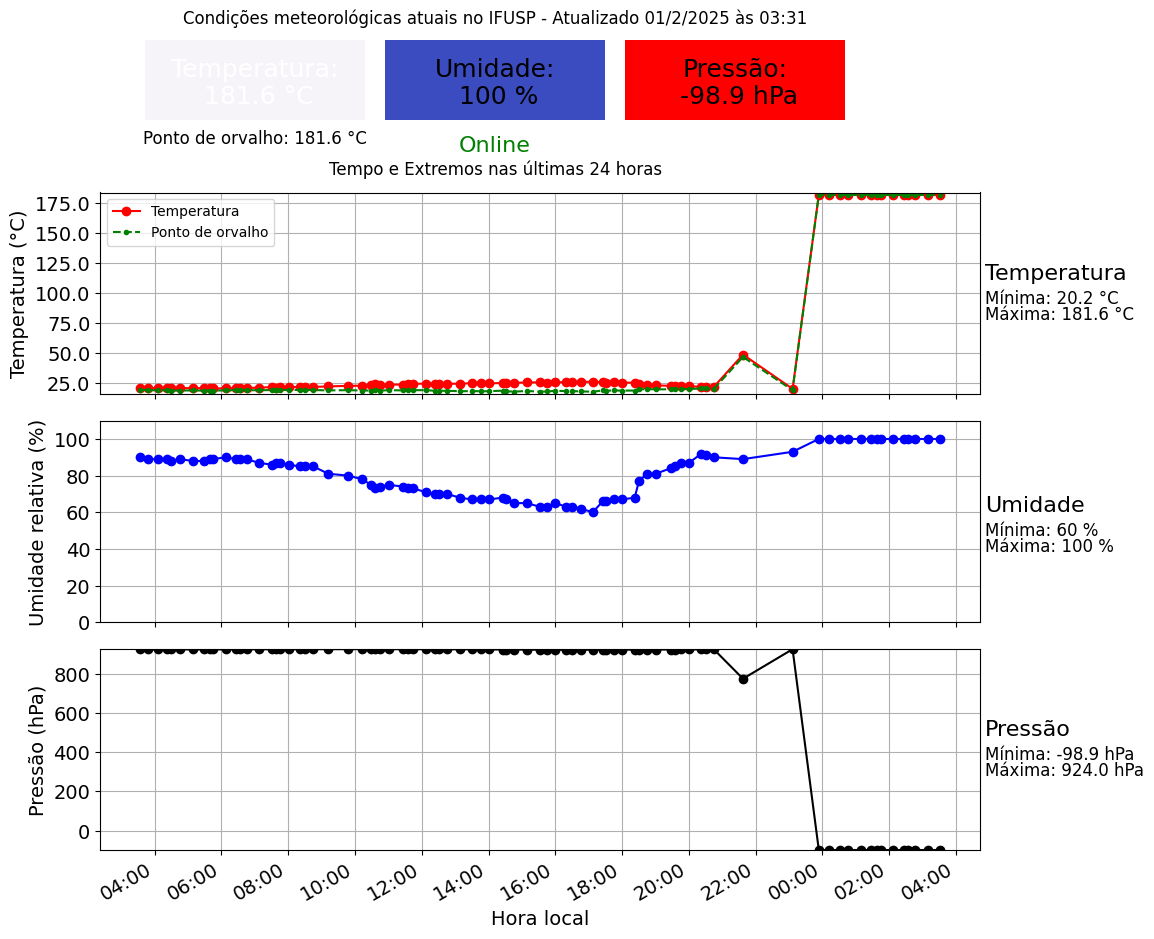 Condições meteorológicas atuais no IFUSP - Atualizado 01/2/2025 às 03:31
Temperatura:
181.6 °C
Umidade:
100 %
Pressão:
-98.9 hPa
Ponto de orvalho: 181.6 °C
Online
Tempo e Extremos nas últimas 24 horas
Temperatura (°C)
175.0
150.0
125.0
100.0
75.0
50.0
25.0
Temperatura
Ponto de orvalho
Temperatura
Mínima: 20.2 °C
Máxima: 181.6 °C
Umidade relativa (%)
100
80
60
40
20
0
Umidade
Mínima: 60 %
Máxima: 100 %
Pressão (hPa)
800
600
400
200
0
Pressão
Mínima: -98.9 hPa
Máxima: 924.0 hPa
04:00 06:00 08:00 10:00 12:00 14:00 16:00 18:00 20:00 22:00 00:00 02:00 04:00
Hora local